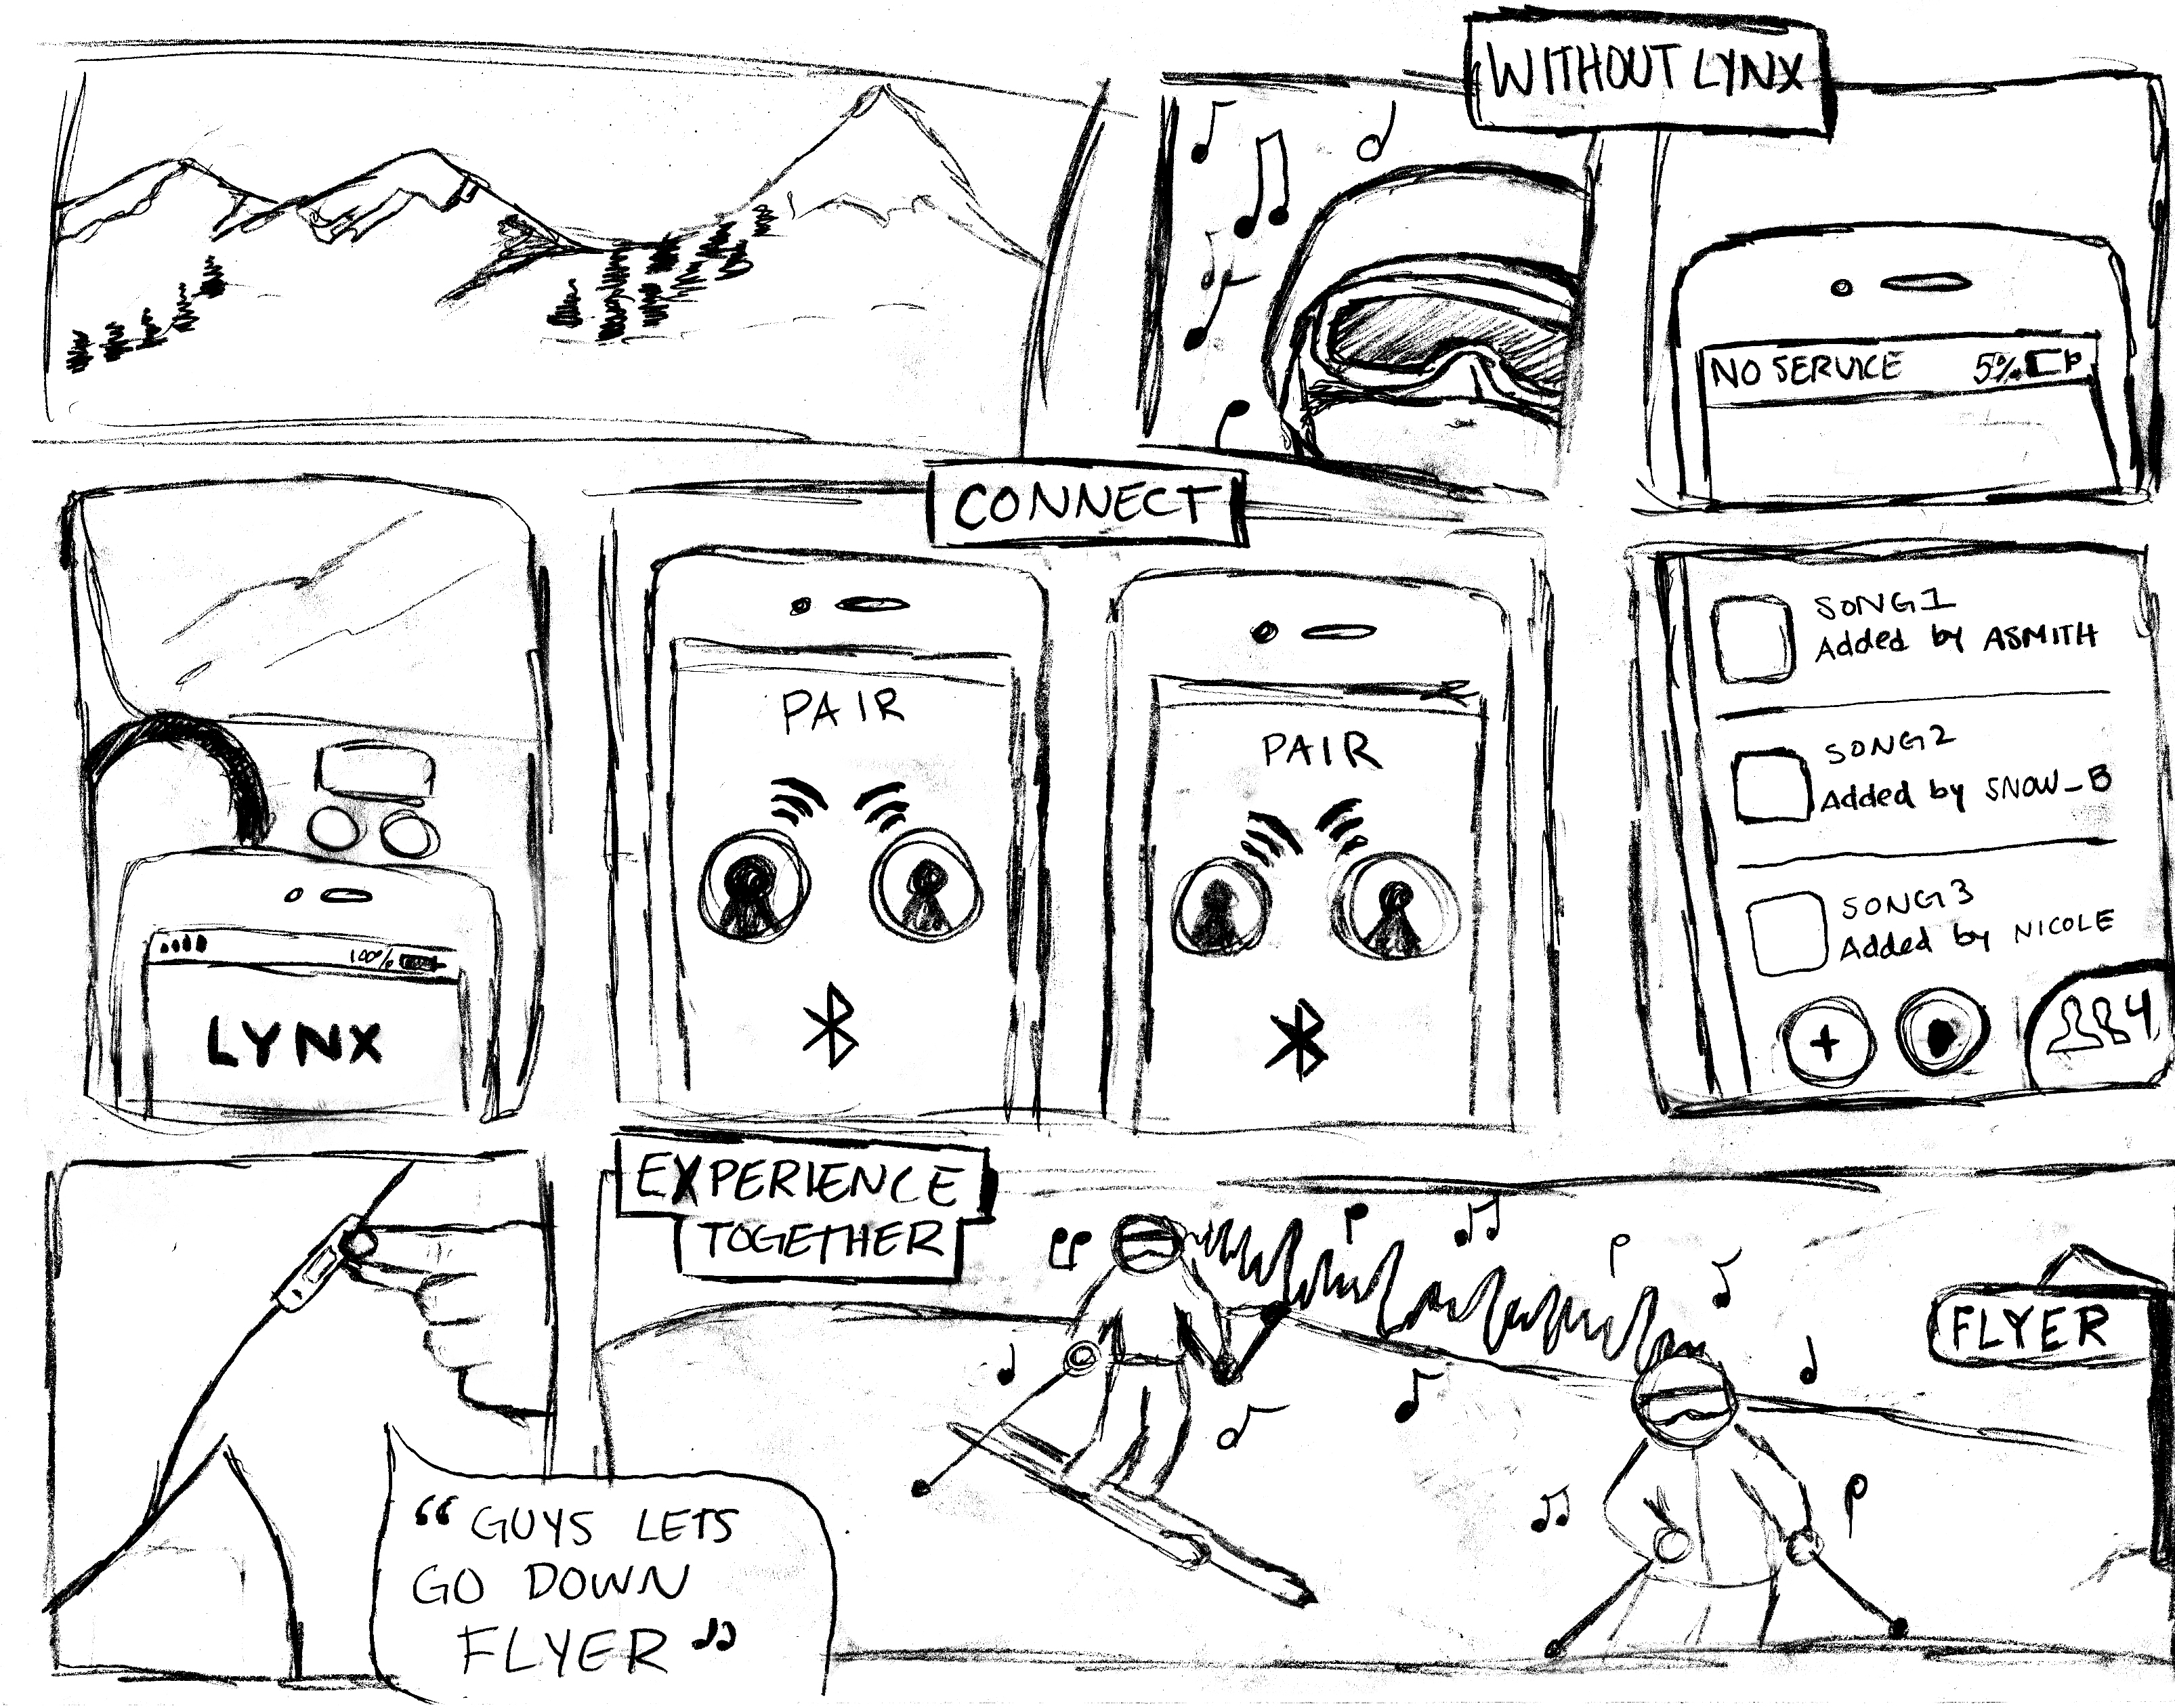 WITHOUT LYNX
NO SERVICE 5%
CONNECT
100%
LYNX
PAIR
PAIR
SONG1
Added by ASMITH
SONG2
Added by SNOW_B
SONG3
Added by NICOLE
+
4
EXPERIENCE
TOGETHER
FLYER
“GUYS LETS
GO DOWN
FLYER”